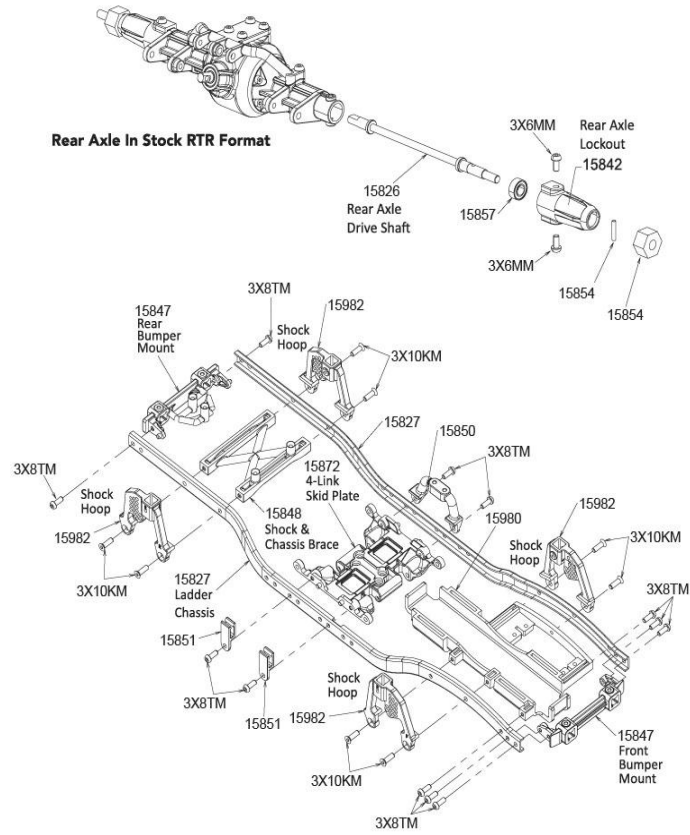 Rear Axle In Stock RTR Format
3X6MM
Rear Axle
Lockout
15842
15826
Rear Axle
Drive Shaft
15857
3X6MM
15854
15854
3X8TM
15847
Rear
Bumper
Mount
15982
Shock
Hoop
3X10KM
15827
15850
3X8TM
15872
4-Link
Skid Plate
3X8TM
Shock
Hoop
15982
15848
Shock &
Chassis Brace
15980
15982
Shock
Hoop
3X10KM
3X10KM
15827
Ladder
Chassis
3X8TM
15851
3X8TM
15851
Shock
Hoop
15982
3X10KM
15847
Front
Bumper
Mount
3X8TM